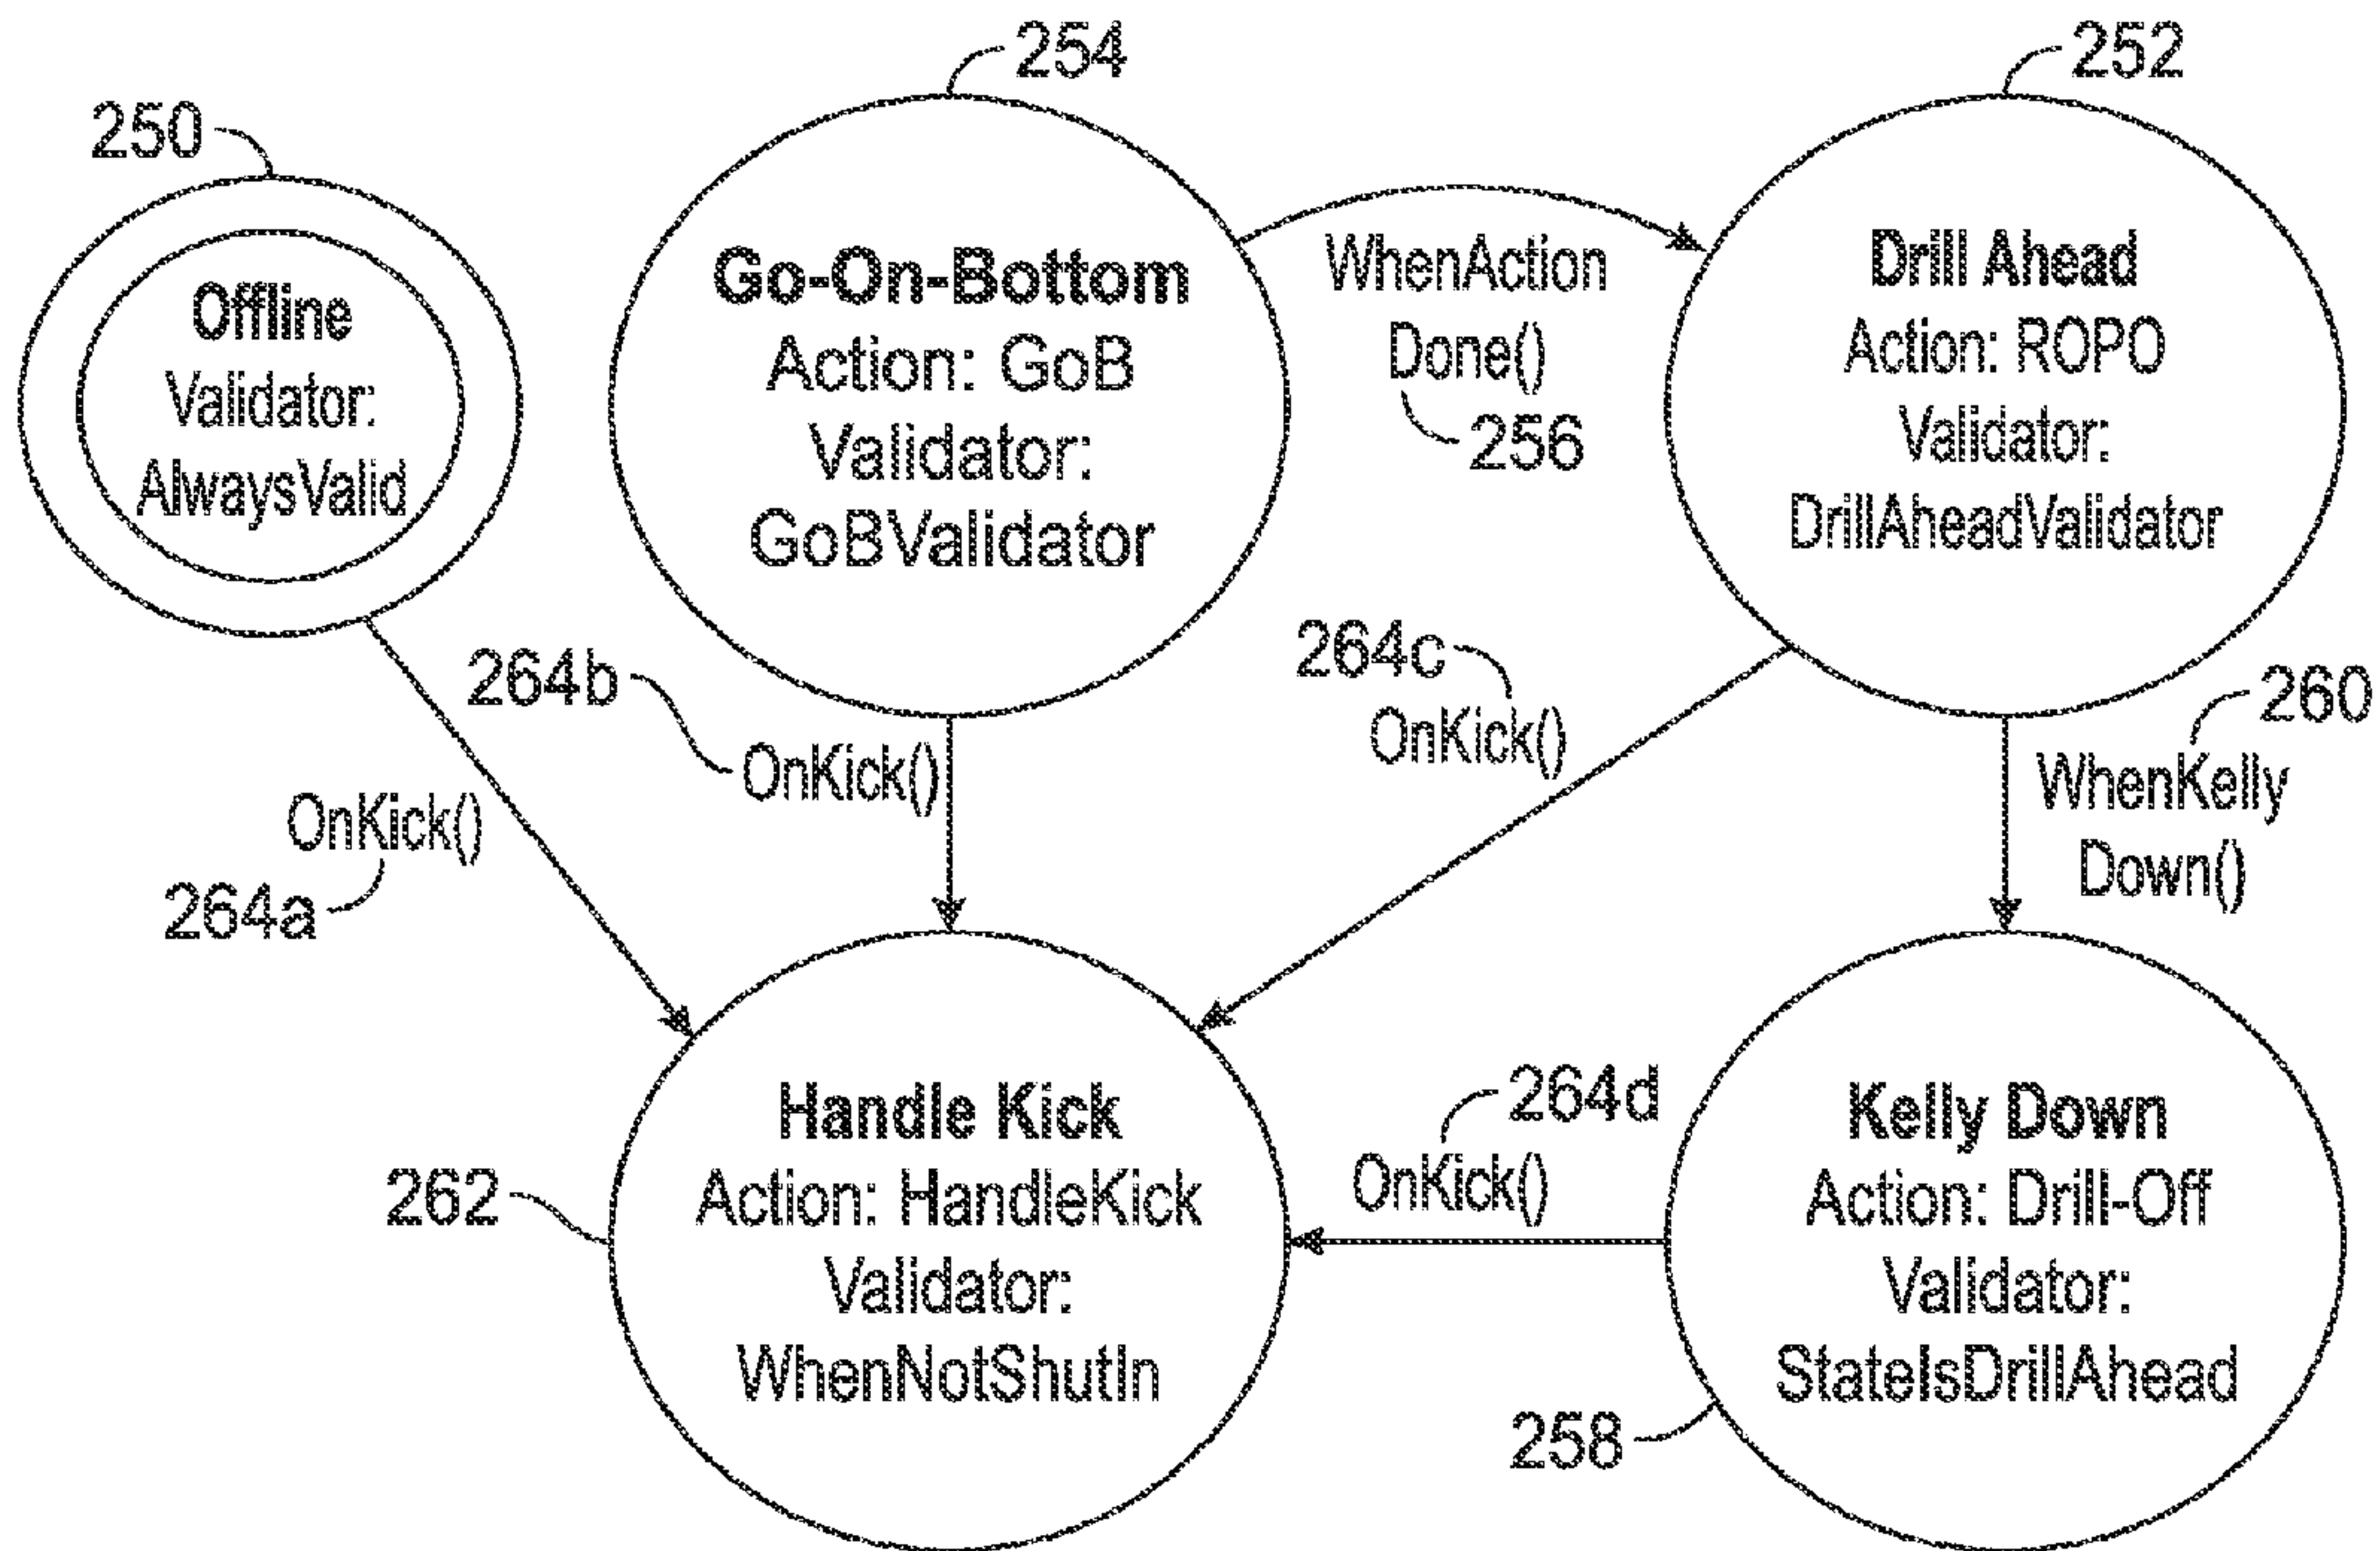 254
252
250
Offline
Validator:
AlwaysValid
Go-On-Bottom
Action: GoB
Validator:
GoBValidator
WhenAction
Done()
256
Drill Ahead
Action: ROPO
Validator:
DrillAheadValidator
264b
OnKick()
264c
OnKick()
260
WhenKelly
Down()
OnKick()
264a
Handle Kick
Action: HandleKick
Validator:
WhenNotShutIn
262
264d
OnKick()
Kelly Down
Action: Drill-Off
Validator:
StateIsDrillAhead
258